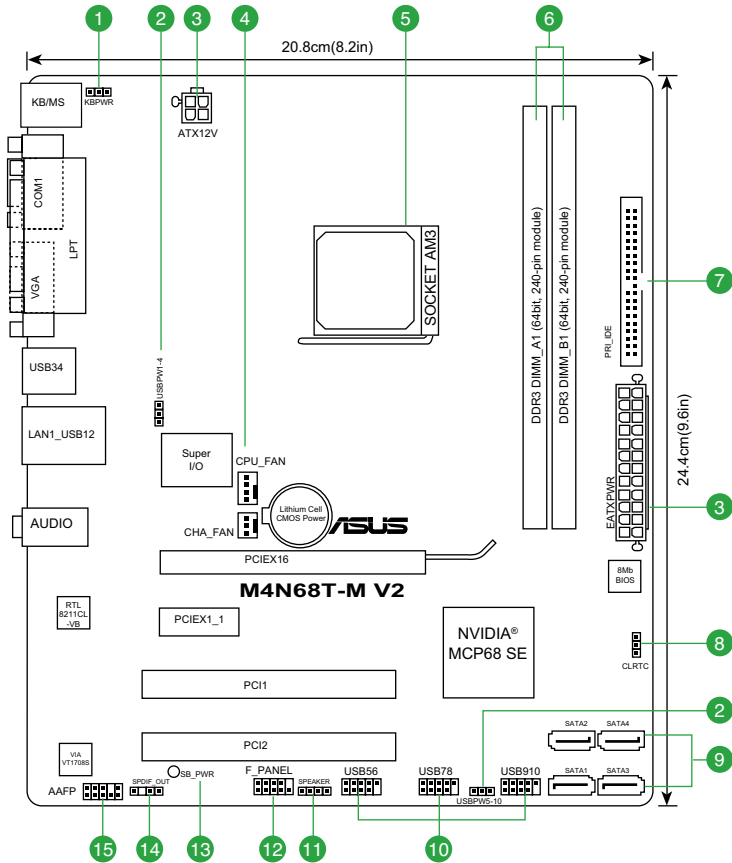 1
2
3
4
5
6
20.8cm(8.2in)
KB/MS
KBPWR
ATX12V
COM1
LPT
VGA
SOCKET AM3
DDR3 DIMM_A1 (64bit, 240-pin module)
DDR3 DIMM_B1 (64bit, 240-pin module)
PRI_IDE
7
24.4cm(9.6in)
USB34
USBPW1-4
LAN1_USB12
Super
I/O
CPU_FAN
CHA_FAN
Lithium Cell
CMOS Power
ASUS
EATXPWR
3
AUDIO
PCIEX16
M4N68T-M V2
8Mb
BIOS
RTL
8211CL
-VB
PCIEX1_1
NVIDIA®
MCP68 SE
8
CLRTC
PCI1
2
SATA2
SATA4
9
PCI2
VIA
VT1708S
SB_PWR
AAFP
SPDIF_OUT
F_PANEL
SPEAKER
USB56
USB78
USBPW5-10
USB910
SATA1
SATA3
15
14
13
12
11
10